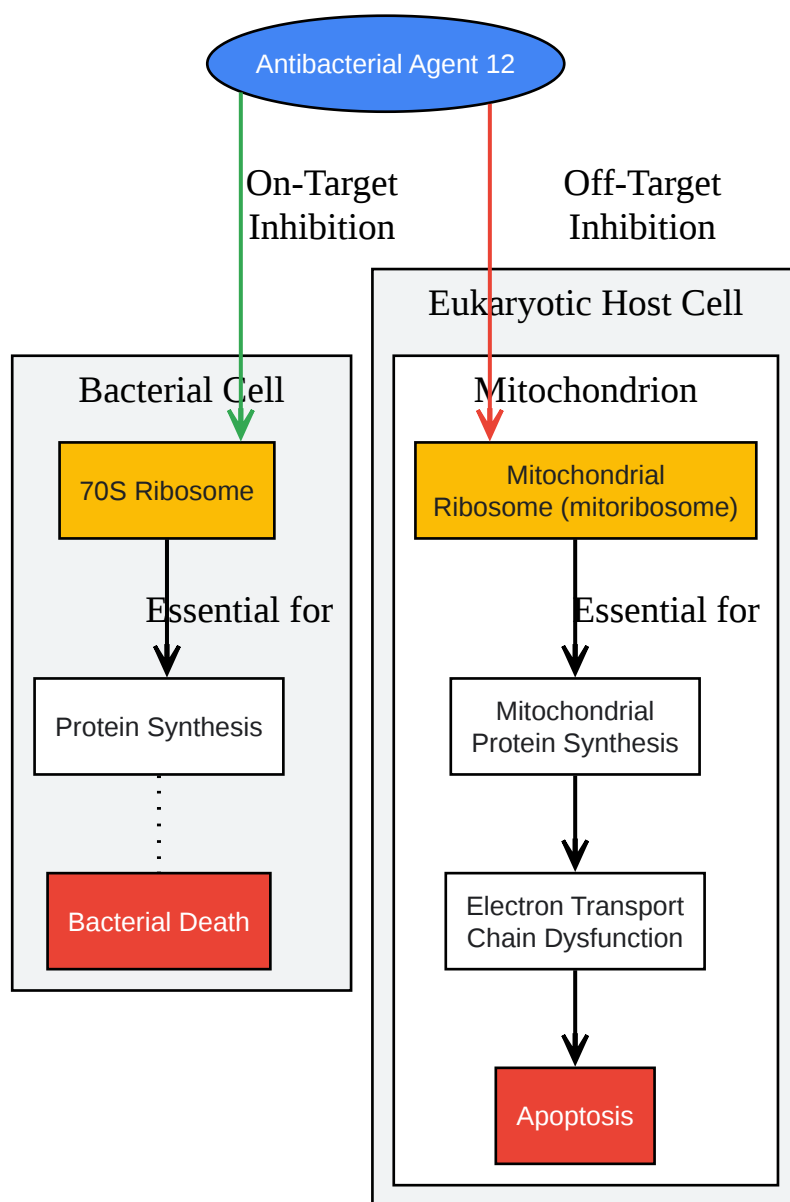 Antibacterial Agent 12
On-Target
Inhibition
Off-Target
Inhibition
Eukaryotic Host Cell
Bacterial Cell
Mitochondrion
70S Ribosome
Mitochondrial
Ribosome (mitoribosome)
Essential for
Essential for
Protein Synthesis
Mitochondrial
Protein Synthesis
Bacterial Death
Electron Transport
Chain Dysfunction
Apoptosis